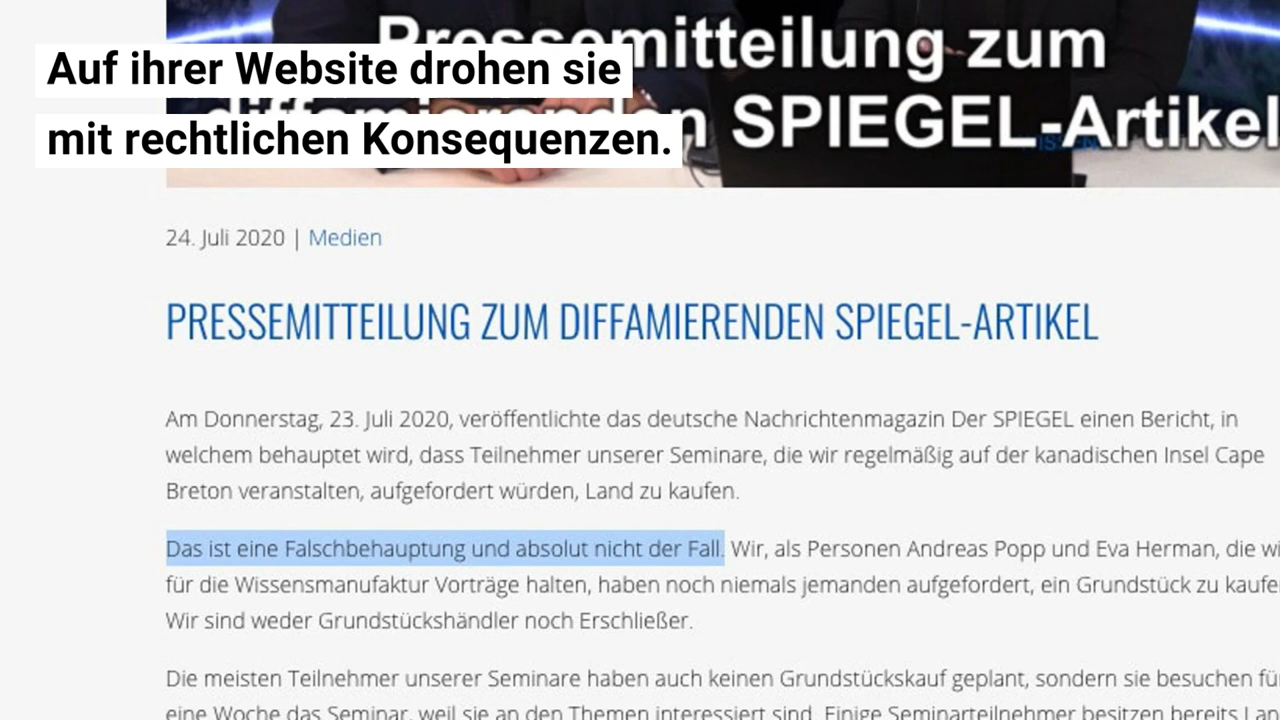 Pressemitteilung zum
Auf ihrer Website drohen sie
diffamierenden SPIEGEL-Artikel
mit rechtlichen Konsequenzen.
24. Juli 2020 | Medien
PRESSEMITTEILUNG ZUM DIFFAMIERENDEN SPIEGEL-ARTIKEL
Am Donnerstag, 23. Juli 2020, veröffentlichte das deutsche Nachrichtenmagazin Der SPIEGEL einen Bericht, in
welchem behauptet wird, dass Teilnehmer unserer Seminare, die wir regelmäßig auf der kanadischen Insel Cape
Breton veranstalten, aufgefordert würden, Land zu kaufen.
Das ist eine Falschbehauptung und absolut nicht der Fall. Wir, als Personen Andreas Popp und Eva Herman, die wi
für die Wissensmanufaktur Vorträge halten, haben noch niemals jemanden aufgefordert, ein Grundstück zu kaufe
Wir sind weder Grundstückshändler noch Erschließer.
Die meisten Teilnehmer unserer Seminare haben auch keinen Grundstückskauf geplant, sondern sie besuchen fü
eine Woche das Seminar, weil sie an den Themen interessiert sind. Einige Seminarteilnehmer besitzen bereits Lan